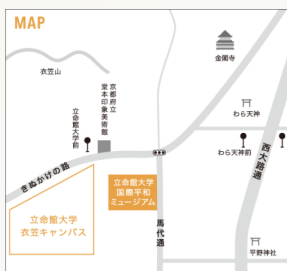 MAP
金閣寺
衣笠山
京都府立
堂本印象美術館
立命館大学前
わら天神
わら天神前
西大路通
きぬかけの路
立命館大学
国際平和
ミュージアム
立命館大学
衣笠キャンパス
馬代通
平野神社